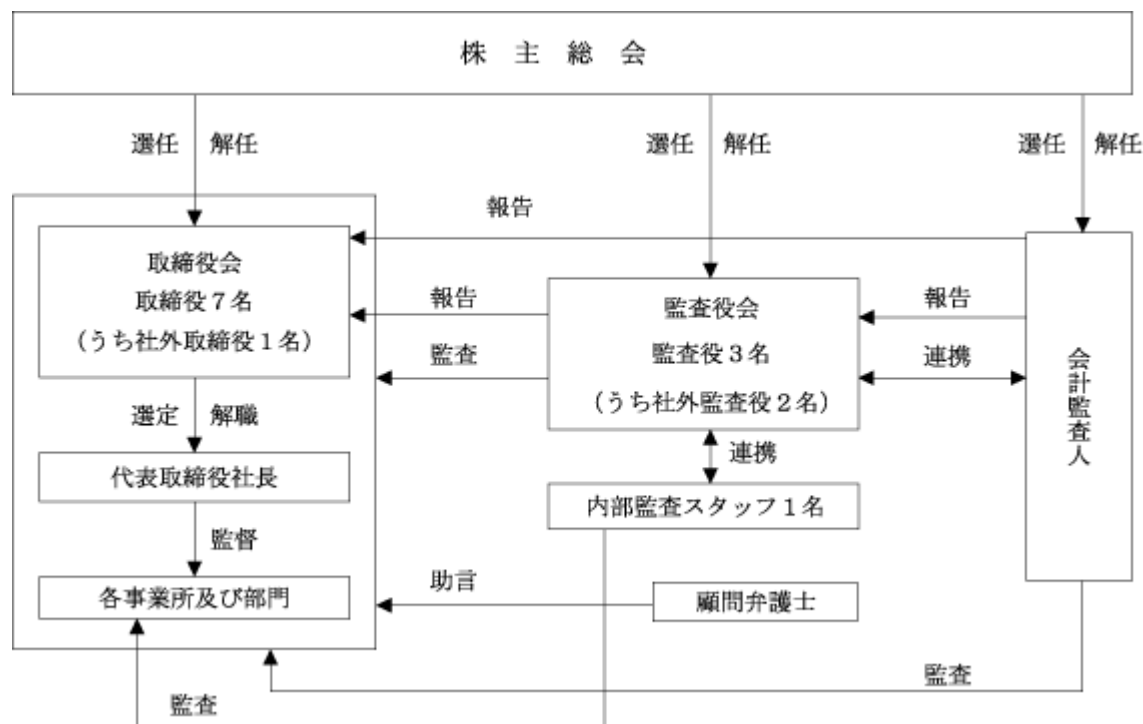 株主総会
選任 解任
選任 解任
選任 解任
報告
取締役会
取締役7名
(うち社外取締役1名)
報告
監査
監査役会
監査役3名
(うち社外監査役2名)
報告
連携
会計監査人
選定 解職
連携
代表取締役社長
内部監査スタッフ1名
監督
助言
各事業所及び部門
顧問弁護士
監査
監査